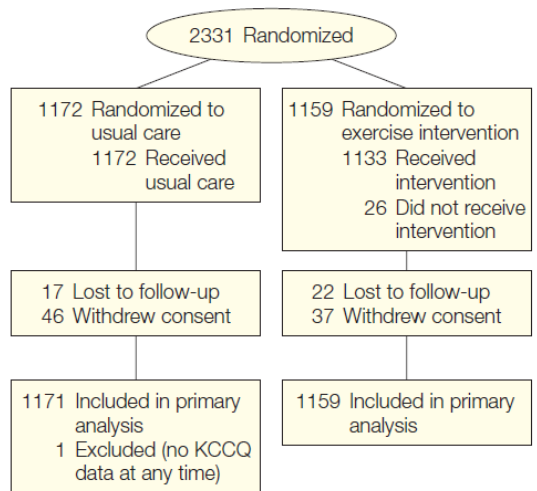 2331 Randomized
1172 Randomized to
usual care
1172 Received
usual care
1159 Randomized to
exercise intervention
1133 Received
intervention
26 Did not receive
intervention
17 Lost to follow-up
46 Withdrew consent
22 Lost to follow-up
37 Withdrew consent
1171 Included in primary
analysis
1 Excluded (no KCCQ
data at any time)
1159 Included in primary
analysis